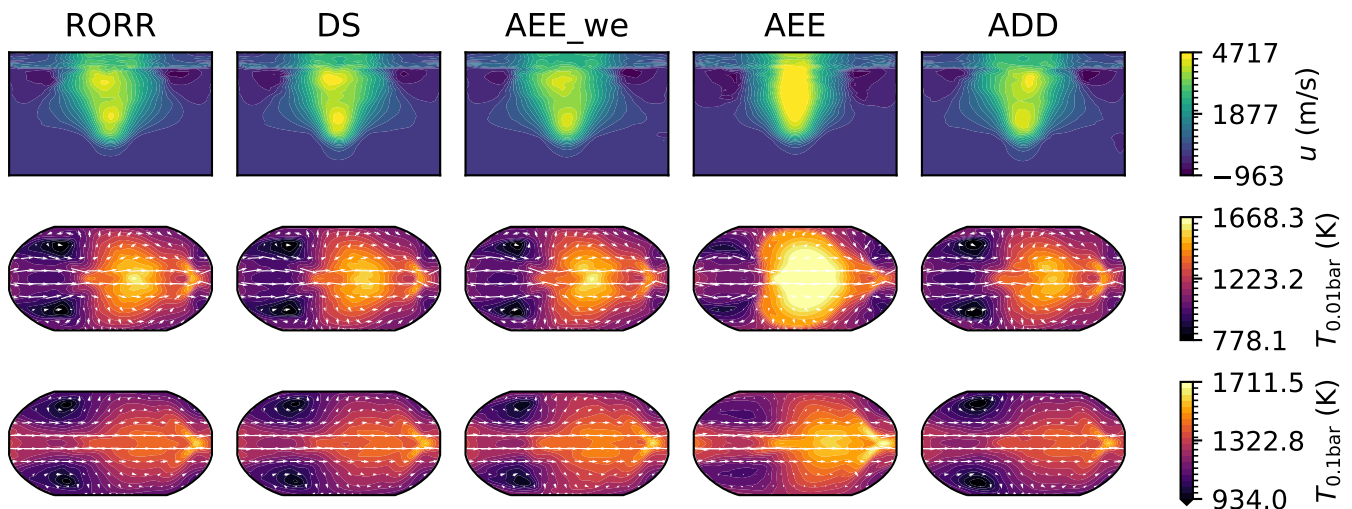 RORR DS AEE_we AEE ADD
4717
1877
−963
u (m/s)
1668.3
1223.2
778.1
T0.01bar (K)
1711.5
1322.8
934.0
T0.1bar (K)